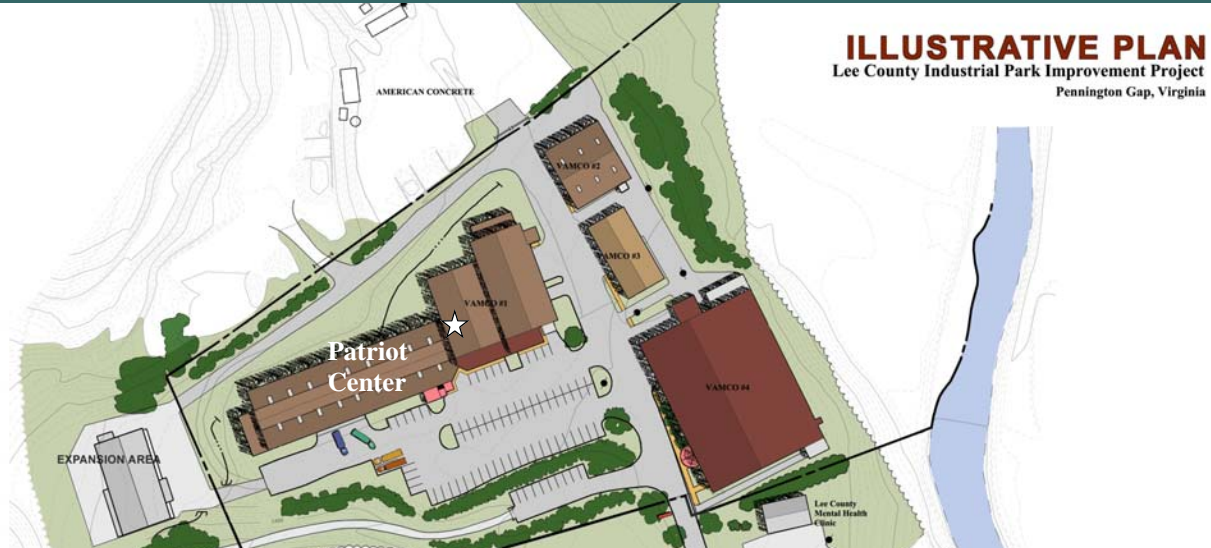 ILLUSTRATIVE PLAN
Lee County Industrial Park Improvement Project
Pennington Gap, Virginia
AMERICAN CONCRETE
VAMCO #2
VAMCO #3
VAMCO #1
Patriot
Center
VAMCO #4
EXPANSION AREA
Lee County
Mental Health
Clinic